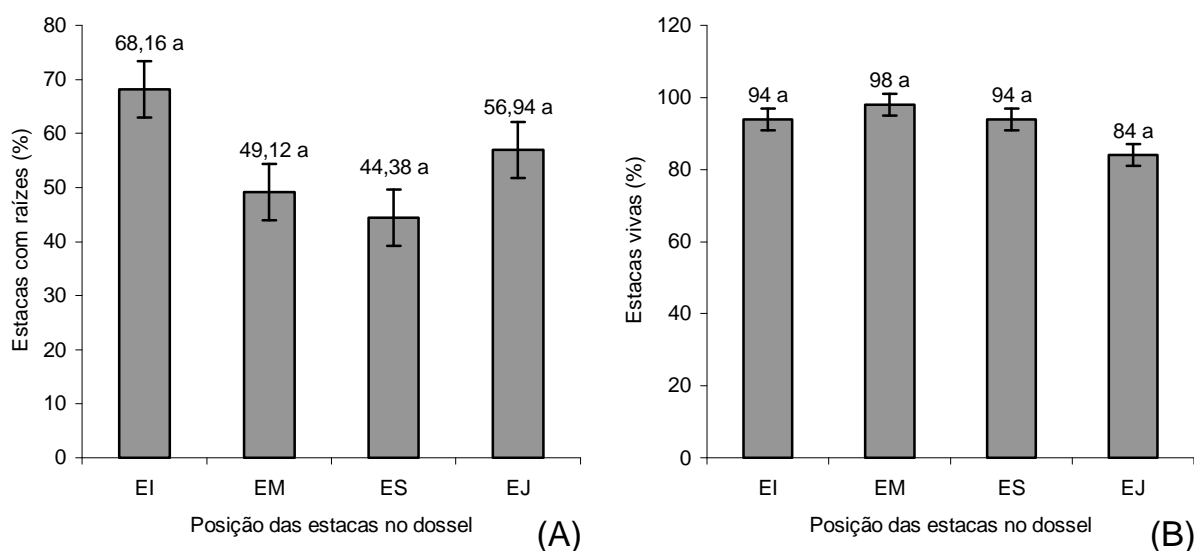 Estacas com raízes (%)
80
70
60
50
40
30
20
10
0
68,16 a
49,12 a
44,38 a
56,94 a
EI EM ES EJ
Posição das estacas no dossel
(A)
Estacas vivas (%)
120
100
80
60
40
20
0
94 a
98 a
94 a
84 a
EI EM ES EJ
Posição das estacas no dossel
(B)